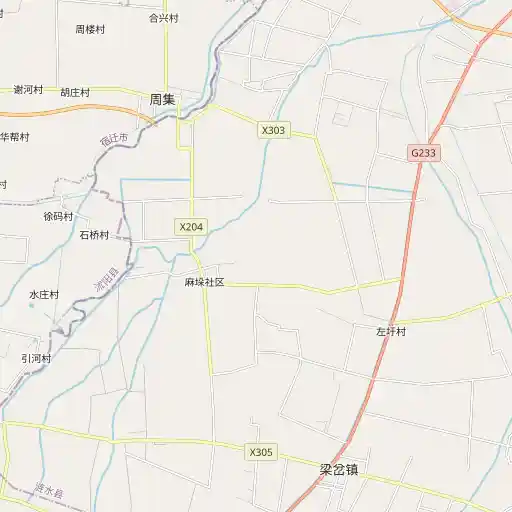 合兴村
周楼村
谢河村
胡庄村
周集
X303
华帮村
宿迁市
G233
村
徐码村
X204
石桥村
沭阳县
麻垛社区
水庄村
左圩村
引河村
X305
梁岔镇
涟水县